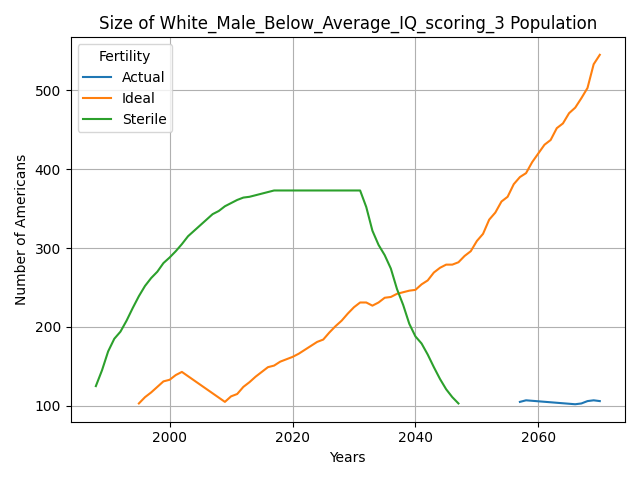 Size of White_Male_Below_Average_IQ_scoring_3 Population
Number of Americans
500
400
300
200
100
Fertility
Actual
Ideal
Sterile
2000 2020 2040 2060
Years